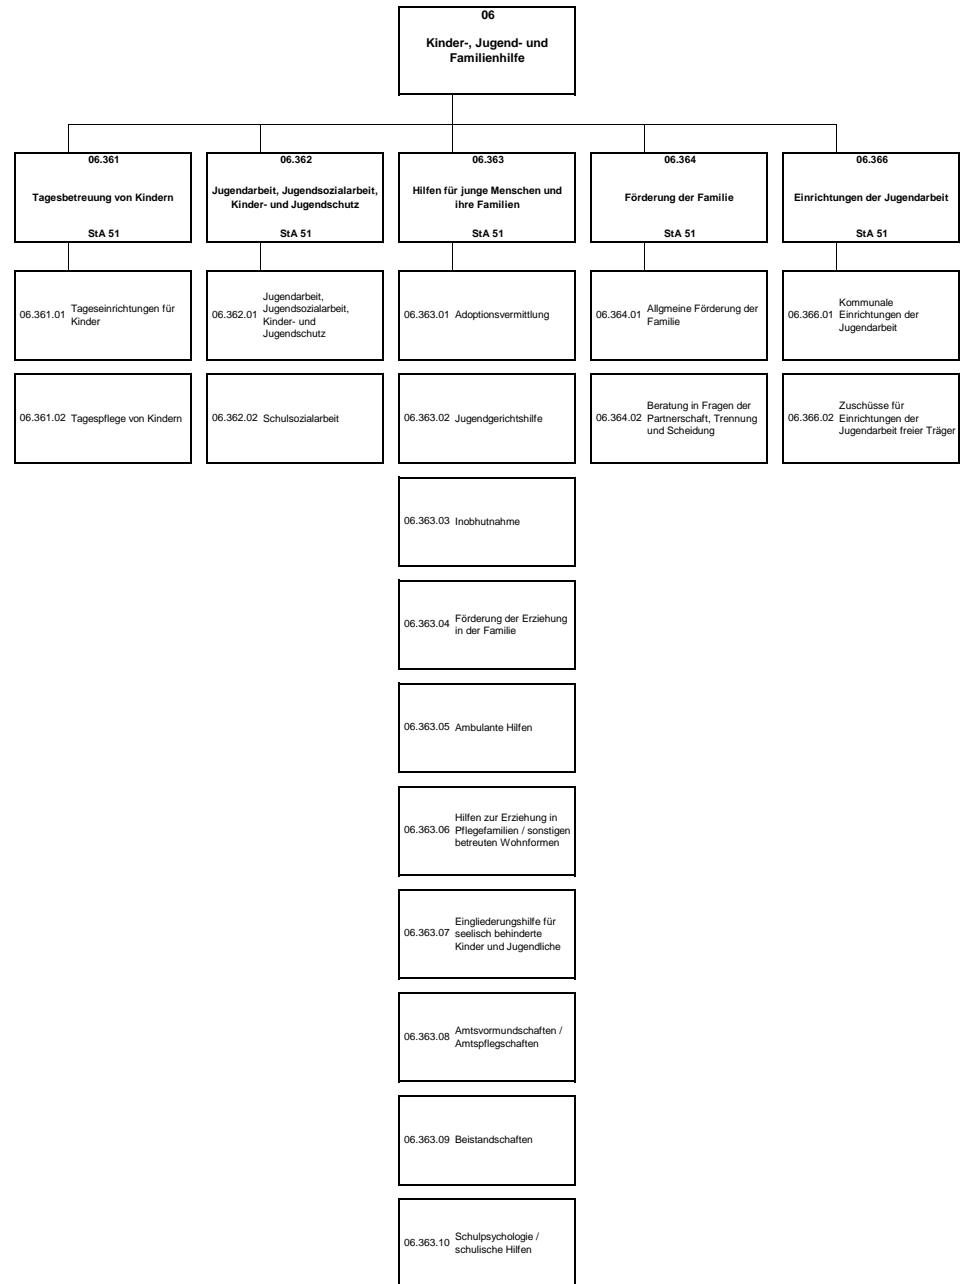 06
Kinder-, Jugend- und
Familienhilfe
06.361
Tagesbetreuung von Kindern
StA 51
06.362
Jugendarbeit, Jugendsozialarbeit,
Kinder- und Jugendschutz
StA 51
06.363
Hilfen für junge Menschen und
ihre Familien
StA 51
06.364
Förderung der Familie
StA 51
06.366
Einrichtungen der Jugendarbeit
StA 51
06.361.01
Tageseinrichtungen für
Kinder
06.362.01
Jugendarbeit,
Jugendsozialarbeit,
Kinder- und
Jugendschutz
06.363.01 Adoptionsvermittlung
06.364.01
Allgmeine Förderung der
Familie
06.366.01
Kommunale
Einrichtungen der
Jugendarbeit
06.361.02 Tagespflege von Kindern
06.362.02 Schulsozialarbeit
06.363.02 Jugendgerichtshilfe
06.364.02
Beratung in Fragen der
Partnerschaft, Trennung
und Scheidung
06.366.02
Zuschüsse für
Einrichtungen der
Jugendarbeit freier Träger
06.363.03 Inobhutnahme
06.363.04
Förderung der Erziehung
in der Familie
06.363.05 Ambulante Hilfen
06.363.06
Hilfen zur Erziehung in
Pflegefamilien / sonstigen
betreuten Wohnformen
06.363.07
Eingliederungshilfe für
seelisch behinderte
Kinder und Jugendliche
06.363.08
Amtsvormundschaften /
Amtspflegschaften
06.363.09 Beistandschaften
06.363.10
Schulpsychologie /
schulische Hilfen